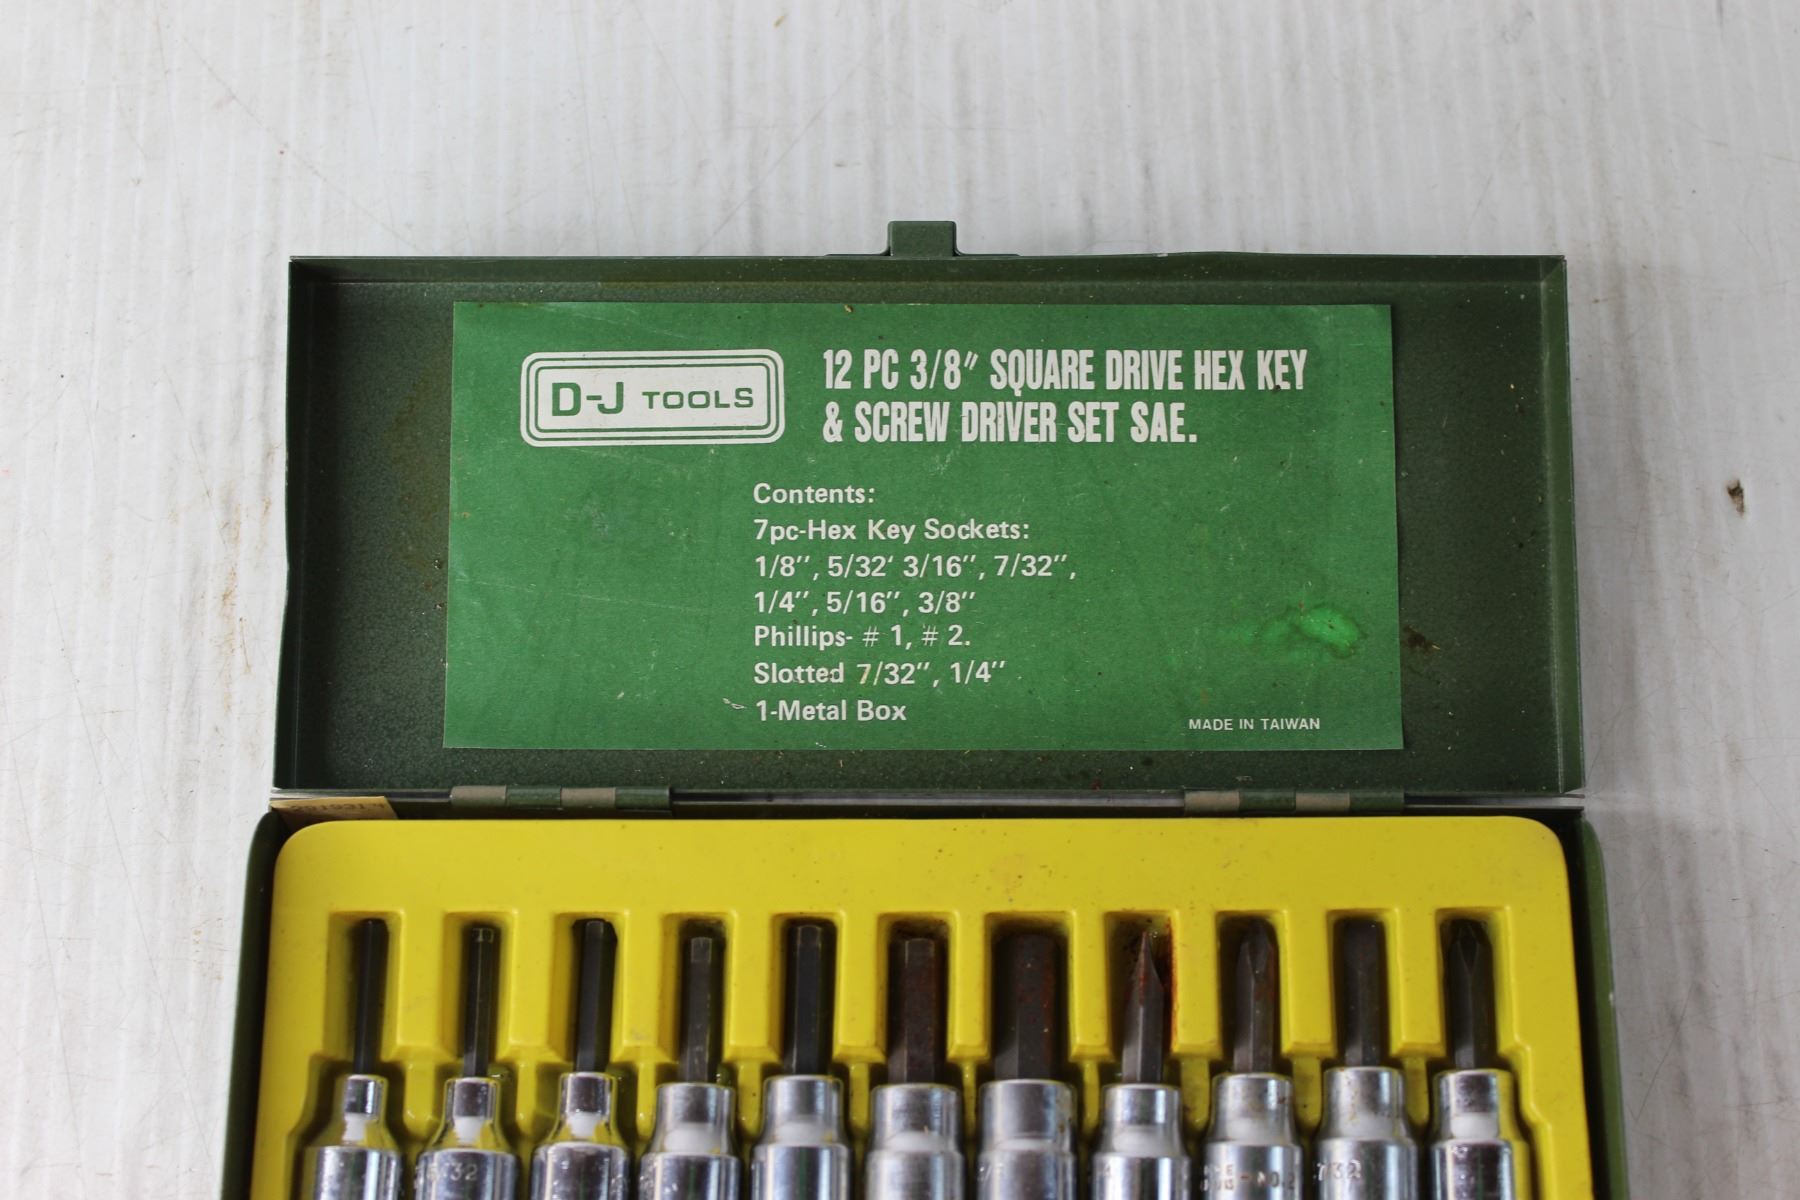 D-J TOOLS
12 PC 3/8" SQUARE DRIVE HEX KEY
& SCREW DRIVER SET SAE.
Contents:
7pc-Hex Key Sockets:
1/8", 5/32' 3/16", 7/32",
1/4", 5/16", 3/8"
Phillips- # 1, # 2.
Slotted 7/32", 1/4"
1-Metal Box
MADE IN TAIWAN
7/32